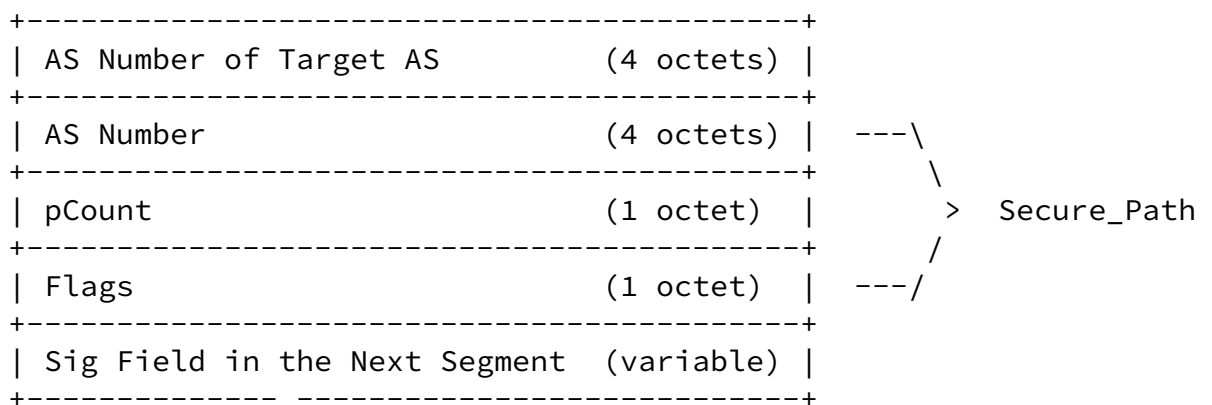 +-------------------------------------------+
| AS Number of Target AS         (4 octets) |
+-------------------------------------------+
| AS Number                      (4 octets) |  ---\
+-------------------------------------------+      \
| pCount                         (1 octet)  |       >  Secure_Path
+-------------------------------------------+      /
| Flags                          (1 octet)  |  ---/
+-------------------------------------------+
| Sig Field in the Next Segment  (variable) |
+-------------- ----------------------------+